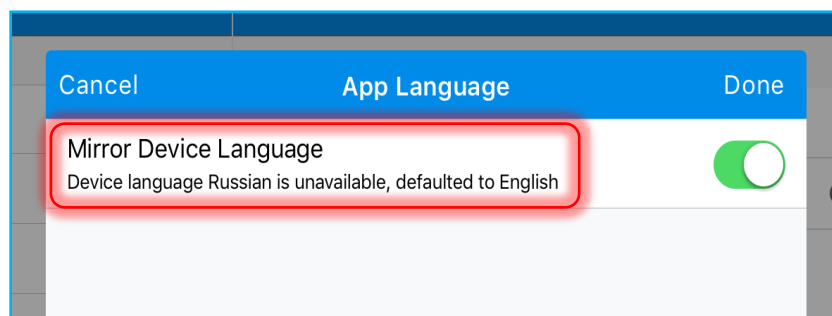 Cancel App Language Done
Mirror Device Language
Device language Russian is unavailable, defaulted to English